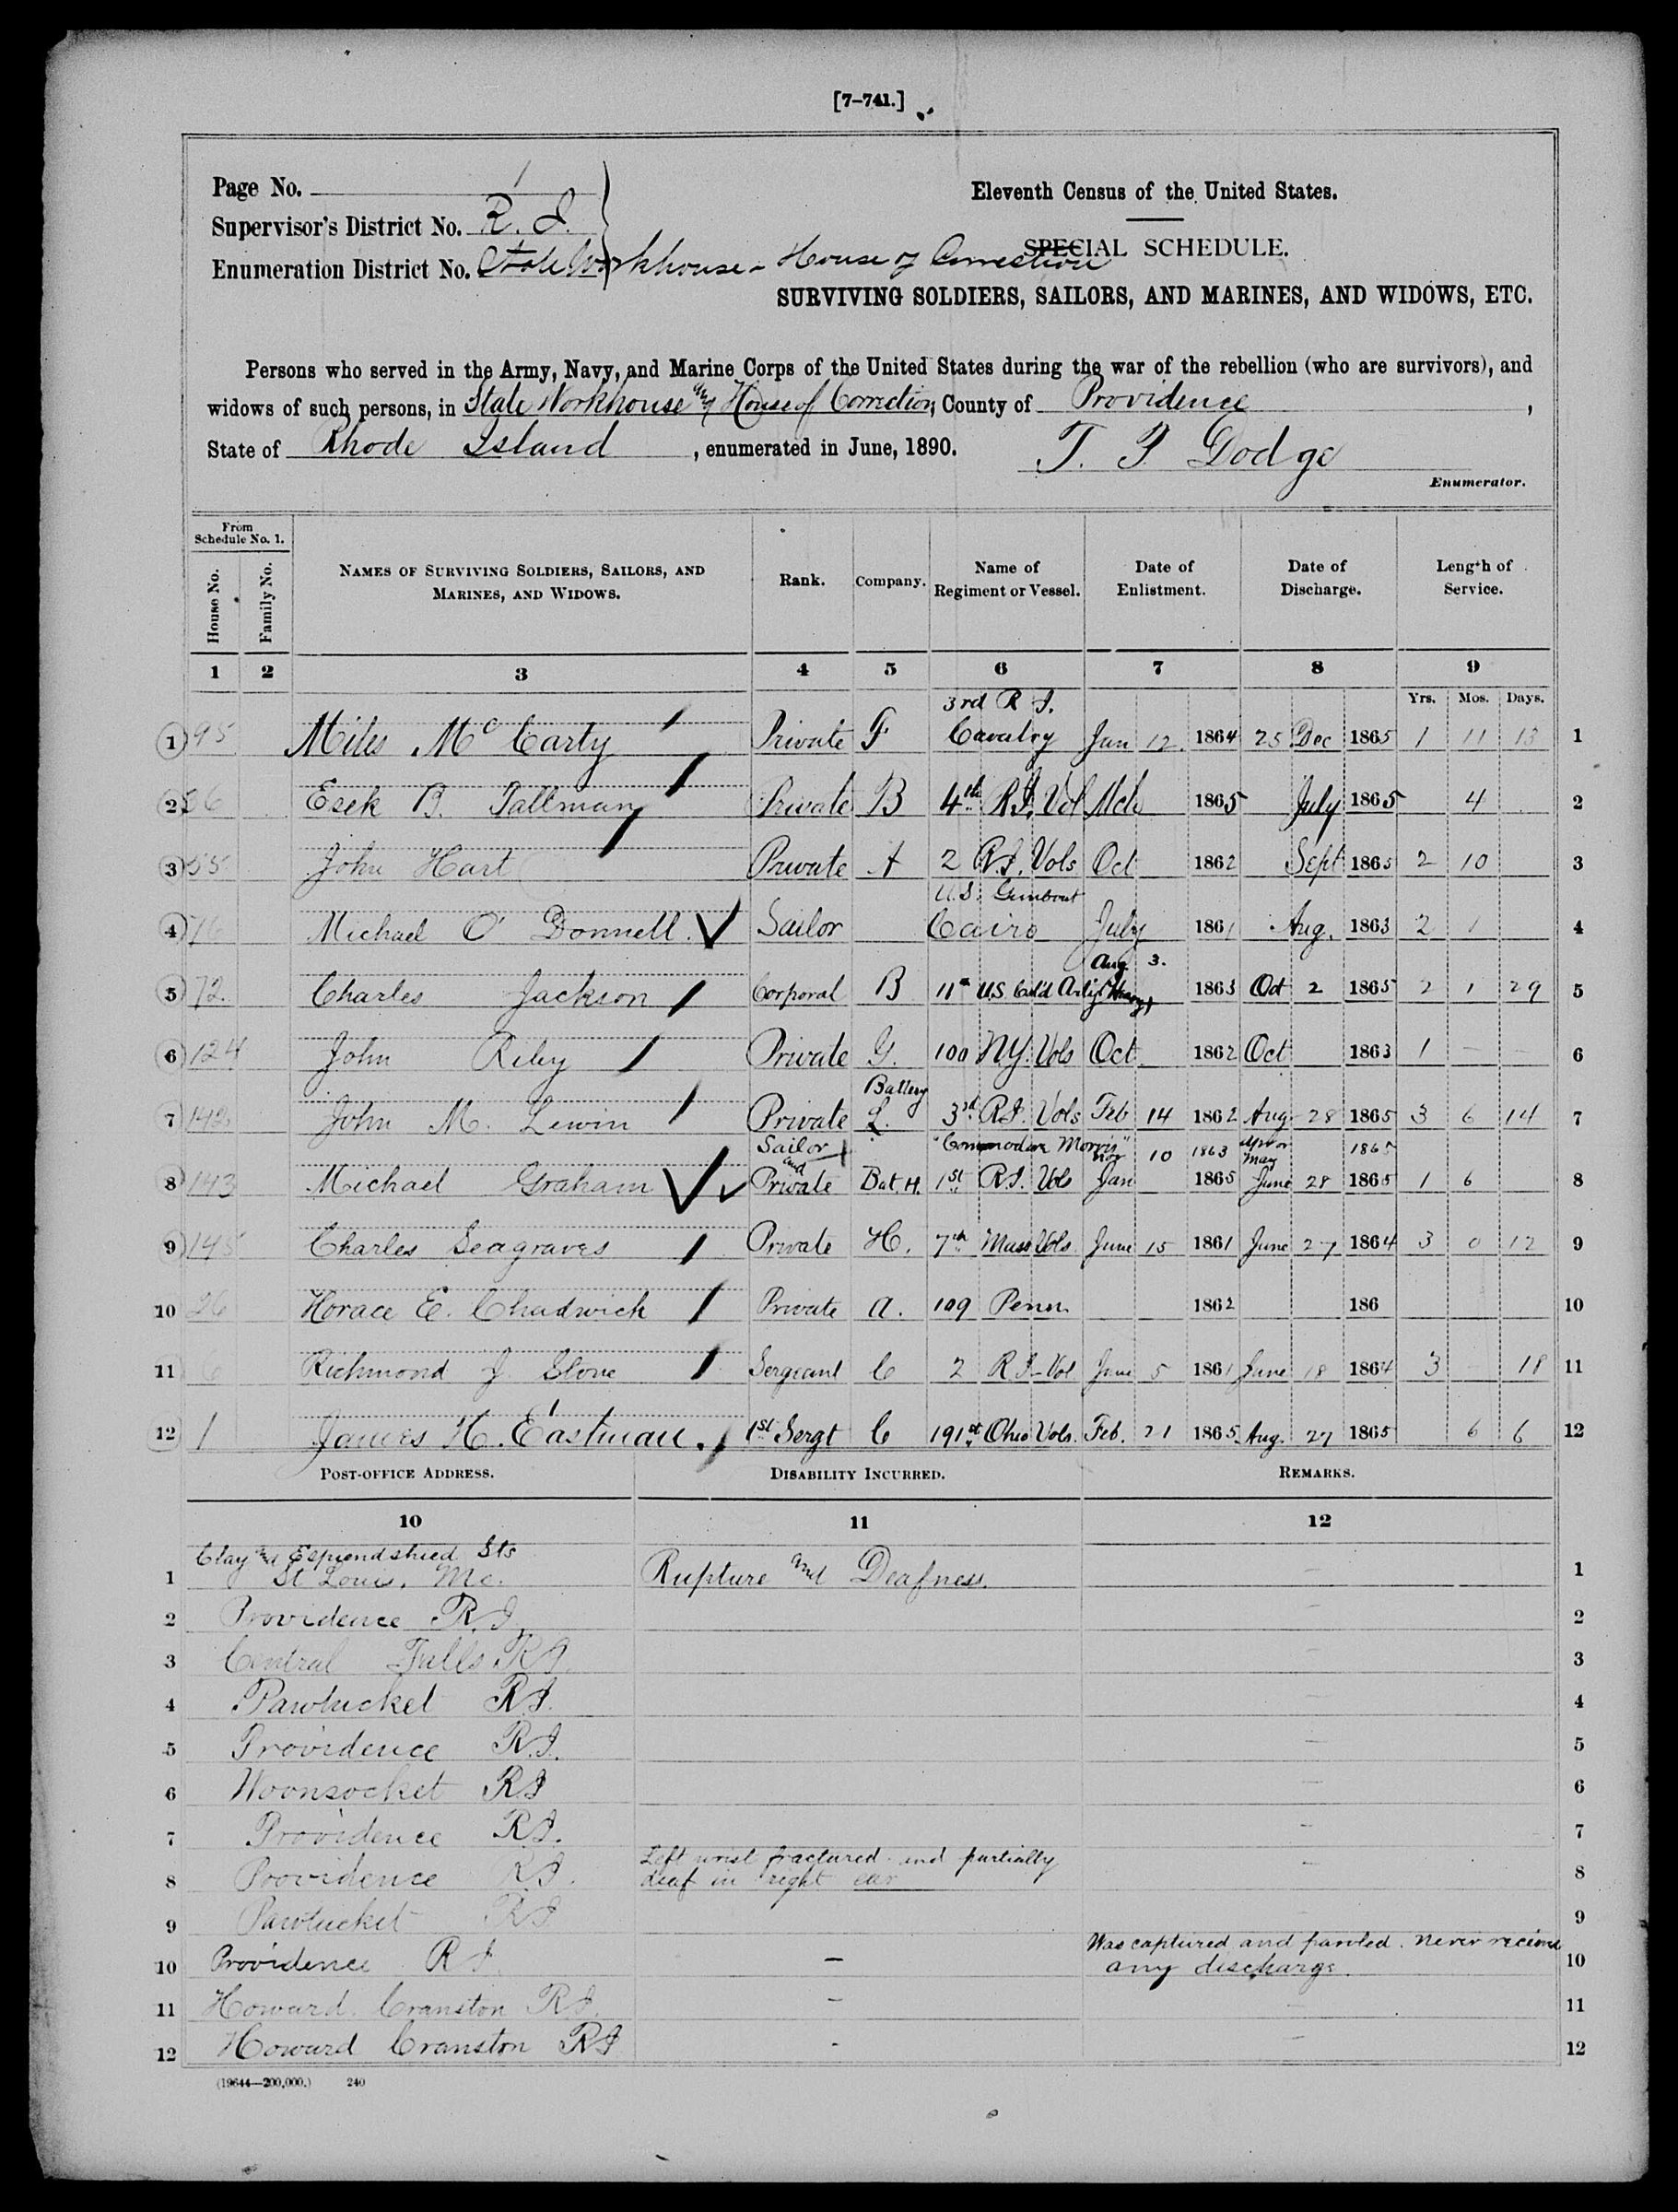 [7-741.]
Page No. 1
Supervisor's District No. R. I.
Enumeration District No. State Workhouse - House of Correction
Eleventh Census of the United States.
SPECIAL SCHEDULE.
SURVIVING SOLDIERS, SAILORS, AND MARINES, AND WIDOWS, ETC.
Persons who served in the Army, Navy, and Marine Corps of the United States during the war of the rebellion (who are survivors), and
widows of such persons, in State Workhouse and House of Correction, County of Providence,
State of Rhode Island, enumerated in June, 1890. T. P. Dodge
Enumerator.
From Schedule No. 1.
House No. Family No. NAMES OF SURVIVING SOLDIERS, SAILORS, AND MARINES, AND WIDOWS. Rank. Company. Name of Regiment or Vessel. Date of Enlistment. Date of Discharge. Length of Service.
1 2 3 4 5 6 7 8 9
Yrs. Mos. Days.
1 95 Miles McCarty Private F 3rd R I. Cavalry Jan 12 1864 25 Dec 1865 1 11 13 1
2 26 Esek B. Tallman Private B 4th R.I. Vol Mch 1865 July 1865 4 2
3 55 John Hart Private A 2 R.I. Vols Oct 1862 Sept 1865 2 10 3
4 76 Michael O'Donnell Sailor U.S. Gunboat Cairo July 1861 Aug. 1863 2 1 4
5 72 Charles Jackson Corporal B 11th U.S. Col'd Art'y (Heavy) Aug 3. 1863 Oct 2 1865 2 1 29 5
6 124 John Riley Private G. 100 N.Y. Vols Oct 1862 Oct 1863 1 — — 6
7 142 John M. Lewin Private Battery L. 3rd R.I. Vols Feb 14 1862 Aug 28 1865 3 6 14 7
Sailor "Commodore Morris" Nov 10 1863 Apr or May 1865
8 143 Michael Graham and Private Bat. H. 1st R.I. Vols Jan 1865 June 28 1865 1 6 8
9 145 Charles Seagraves Private H. 7th Mass Vols. June 15 1861 June 27 1864 3 0 12 9
10 26 Horace E. Chadwick Private A. 109 Penn 1862 186 10
11 6 Richmond J Stone Sergeant C 2 R I Vol June 5 1861 June 18 1864 3 18 11
12 1 James H. Eastman. 1st Sergt C 191st Ohio Vols. Feb. 21 1865 Aug. 27 1865 6 6 12
POST-OFFICE ADDRESS. DISABILITY INCURRED. REMARKS.
10 11 12
Clay and Sts
1 St Louis, Mo. Rupture and Deafness. 1
2 Providence R.I. 2
3 Central Falls R.I. 3
4 Pawtucket R.I. 4
5 Providence R.I. 5
6 Woonsocket R.I 6
7 Providence R.I. 7
8 Providence R.I. Left wrist fractured and partially deaf in right ear 8
9 Pawtucket R.I 9
10 Providence R I. — Was captured and paroled. Never received any discharge. 10
11 Howard. Cranston R.I. — 11
12 Howard Cranston R.I - 12
(19644—200,000.) 240